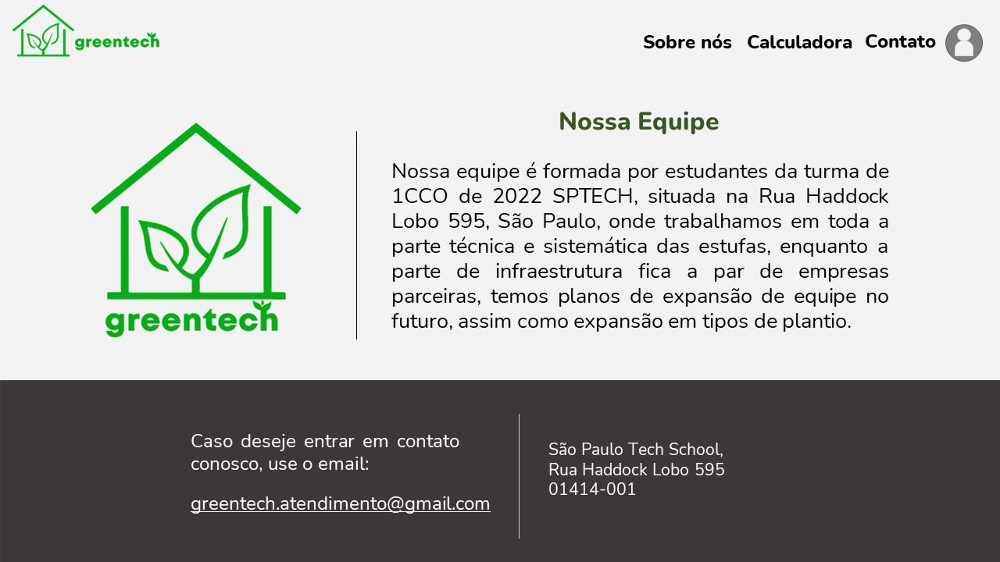 greentech
Sobre nós
Calculadora
Contato
Nossa Equipe
Nossa equipe é formada por estudantes da turma de
1CCO de 2022 SPTECH, situada na Rua Haddock
Lobo 595, São Paulo, onde trabalhamos em toda a
parte técnica e sistemática das estufas, enquanto a
parte de infraestrutura fica a par de empresas
parceiras, temos planos de expansão de equipe no
futuro, assim como expansão em tipos de plantio.
greentech
Caso deseje entrar em contato
conosco, use o email:
greentech.atendimento@gmail.com
São Paulo Tech School,
Rua Haddock Lobo 595
01414-001